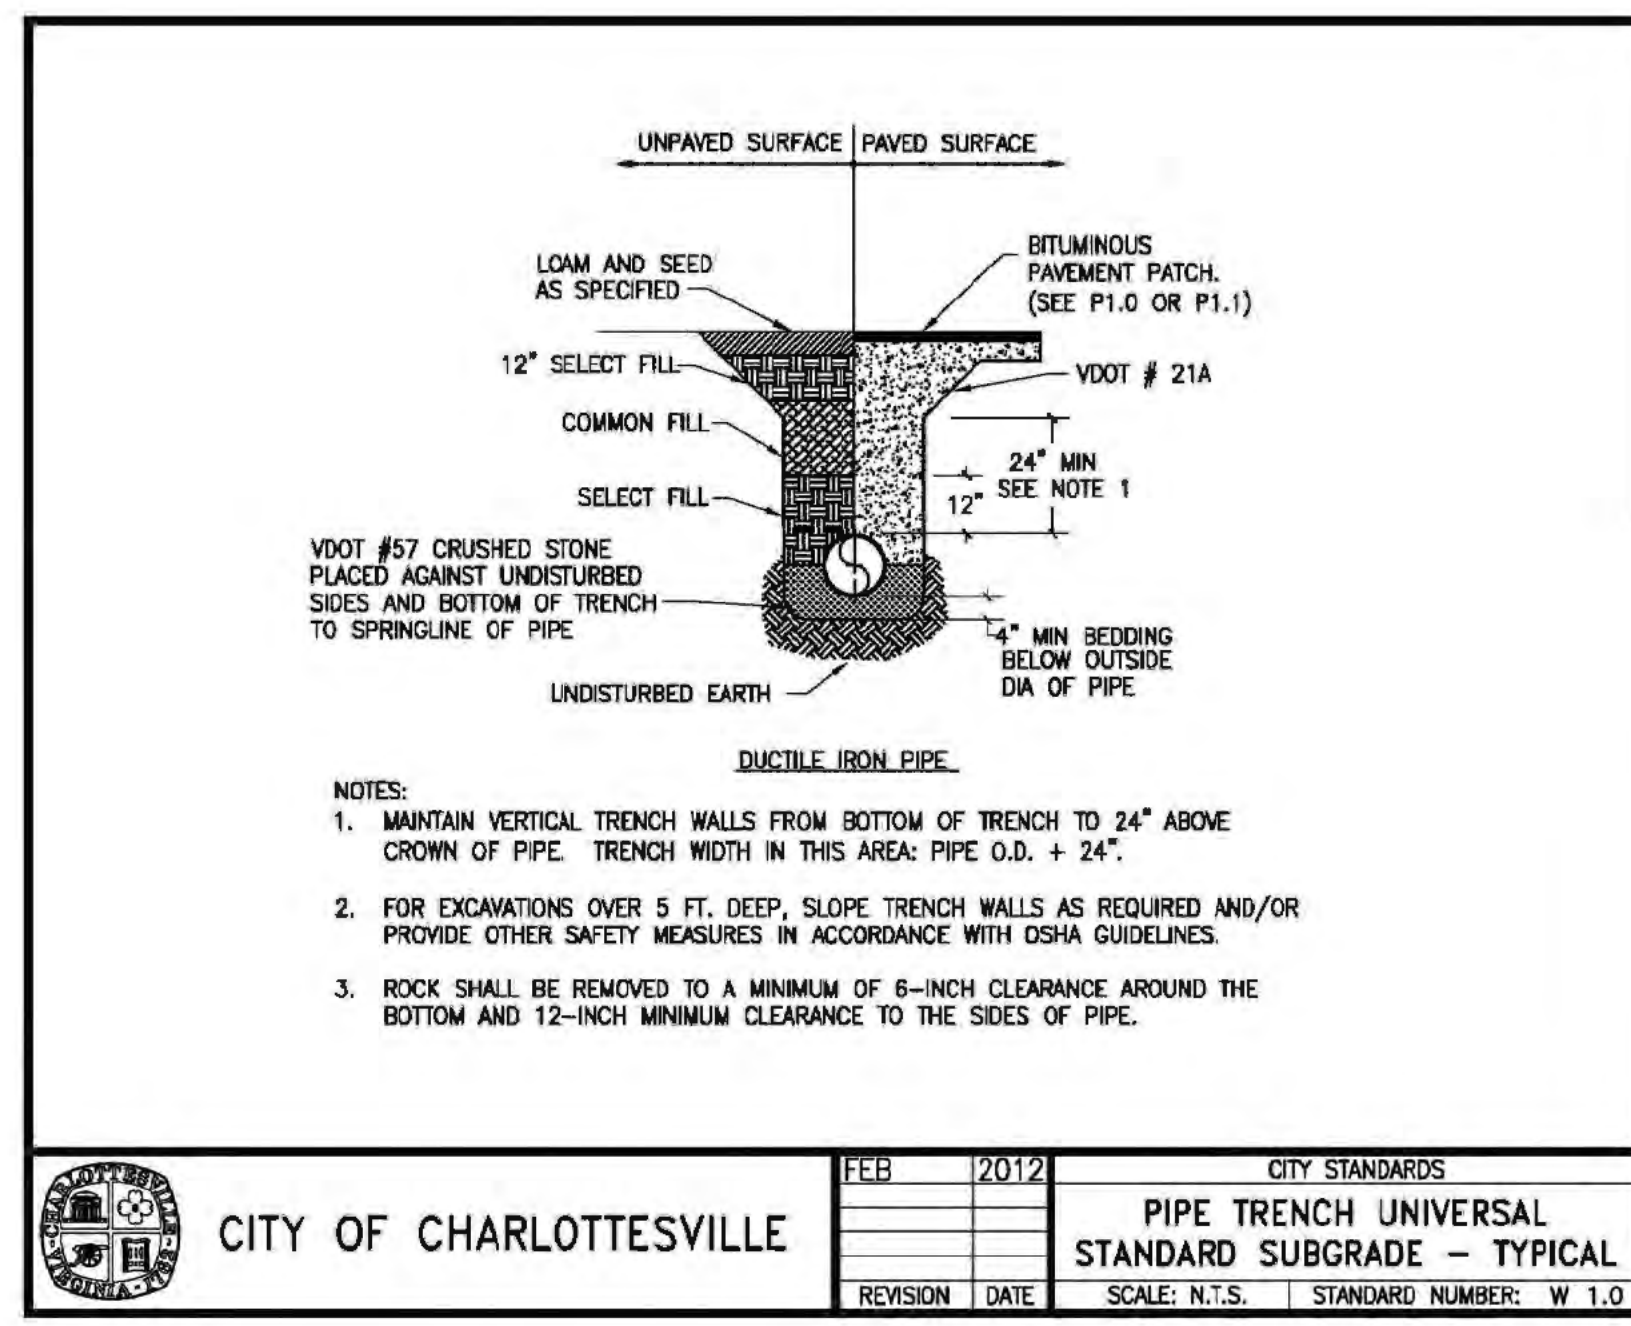 UNPAVED SURFACE
PAVED SURFACE
BITUMINOUS
PAVEMENT PATCH.
(SEE P1.0 OR P1.1)
LOAM AND SEED
AS SPECIFIED
12" SELECT FILL
VDOT # 21A
COMMON FILL
24" MIN
SEE NOTE 1
SELECT FILL
12"
VDOT #57 CRUSHED STONE
PLACED AGAINST UNDISTURBED
SIDES AND BOTTOM OF TRENCH
TO SPRINGLINE OF PIPE
4" MIN BEDDING
BELOW OUTSIDE
DIA OF PIPE
UNDISTURBED EARTH
DUCTILE IRON PIPE
NOTES:
1. MAINTAIN VERTICAL TRENCH WALLS FROM BOTTOM OF TRENCH TO 24" ABOVE
CROWN OF PIPE. TRENCH WIDTH IN THIS AREA: PIPE O.D. + 24".
2. FOR EXCAVATIONS OVER 5 FT. DEEP, SLOPE TRENCH WALLS AS REQUIRED AND/OR
PROVIDE OTHER SAFETY MEASURES IN ACCORDANCE WITH OSHA GUIDELINES.
3. ROCK SHALL BE REMOVED TO A MINIMUM OF 6-INCH CLEARANCE AROUND THE
BOTTOM AND 12-INCH MINIMUM CLEARANCE TO THE SIDES OF PIPE.
CHARLOTTESVILLE
VIRGINIA - 1762
CITY OF CHARLOTTESVILLE
FEB 2012
REVISION DATE
CITY STANDARDS
PIPE TRENCH UNIVERSAL
STANDARD SUBGRADE - TYPICAL
SCALE: N.T.S.
STANDARD NUMBER: W 1.0